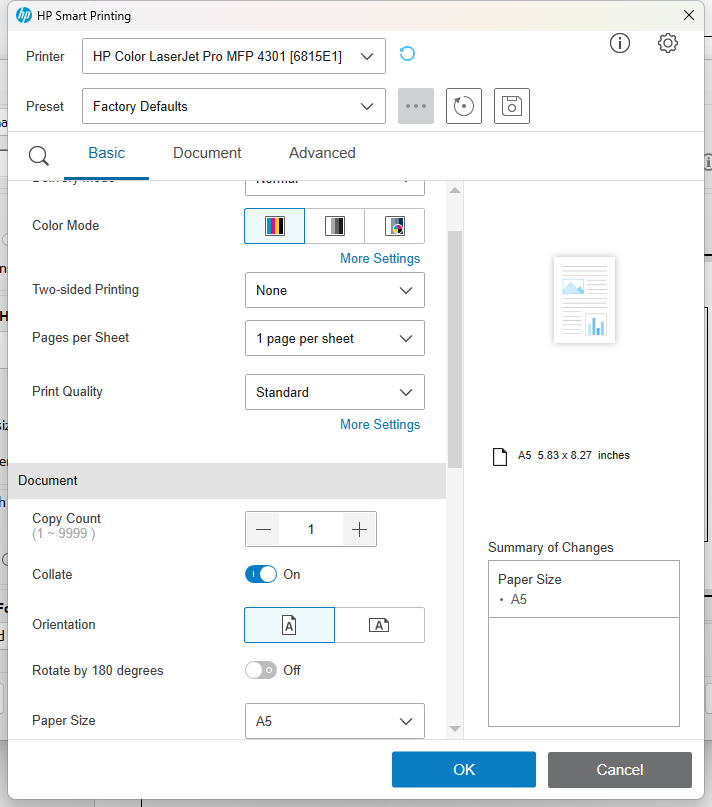 HP Smart Printing
Printer
HP Color LaserJet Pro MFP 4301 [6815E1]
Preset
Factory Defaults
Basic
Document
Advanced
Color Mode
More Settings
Two-sided Printing
None
Pages per Sheet
1 page per sheet
Print Quality
Standard
More Settings
Document
Copy Count
(1 ~ 9999 )
1
Collate
On
Orientation
Rotate by 180 degrees
Off
Paper Size
A5
A5 5.83 x 8.27 inches
Summary of Changes
Paper Size
• A5
OK
Cancel